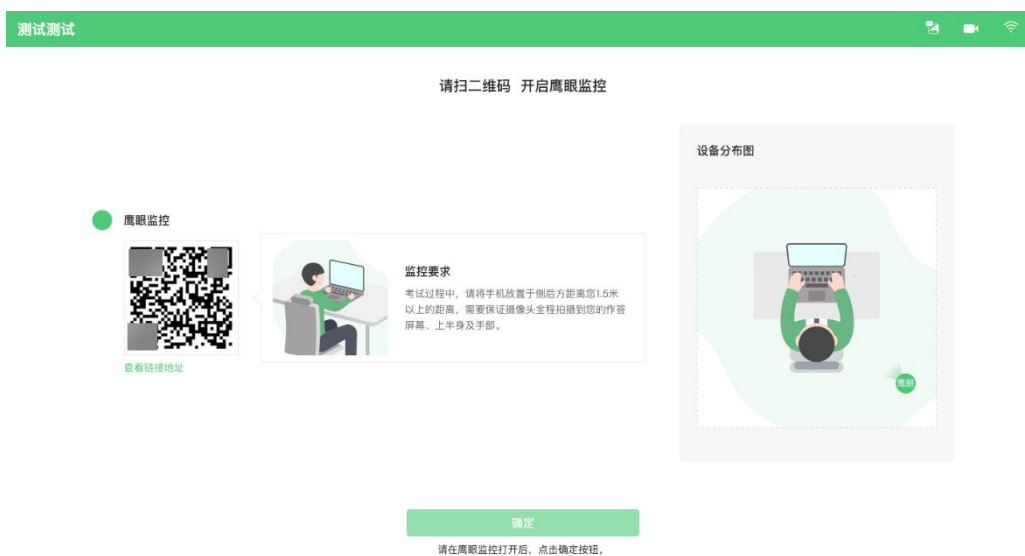 测试测试
请扫二维码 开启鹰眼监控
设备分布图
鹰眼监控
监控要求
考试过程中，请将手机放置于侧后方距离您1.5米
以上的距离，需要保证摄像头全程拍摄到您的作答
屏幕、上半身及手部。
查看链接地址
鹰眼
确定
请在鹰眼监控打开后，点击确定按钮。